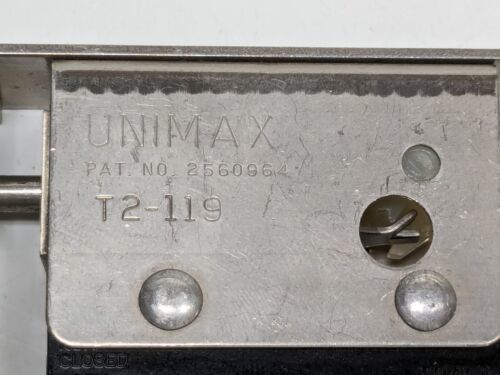 UNIMAX
PAT. NO. 2560964
T2-119
CLOSED